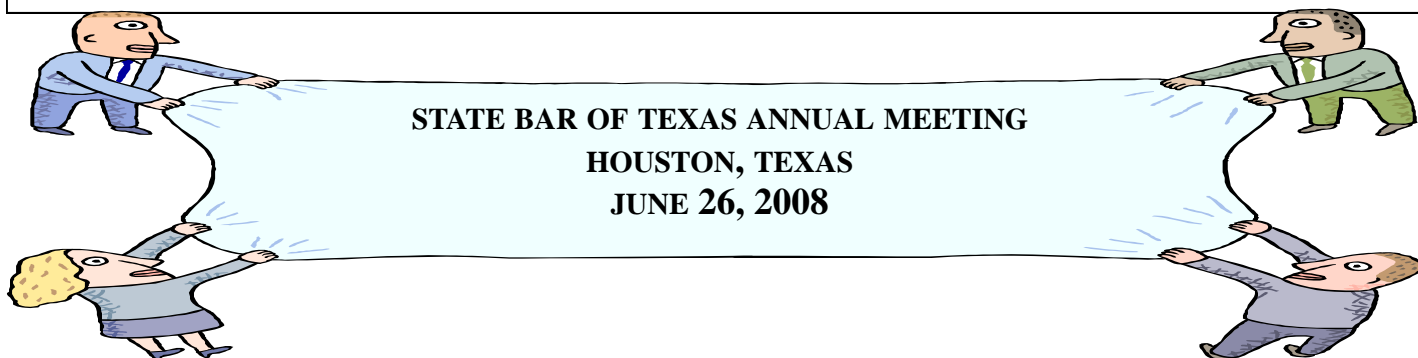 STATE BAR OF TEXAS ANNUAL MEETING
HOUSTON, TEXAS
JUNE 26, 2008